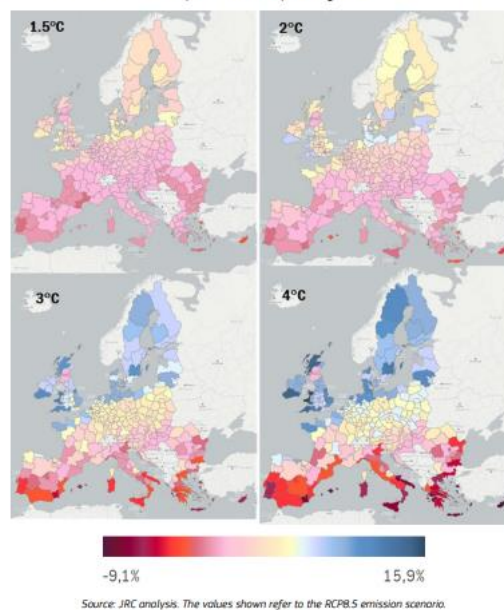 1.5°C
2°C
3°C
4°C
-9,1%
15,9%
Source: JRC analysis. The values shown refer to the RCP8.5 emission scenario.